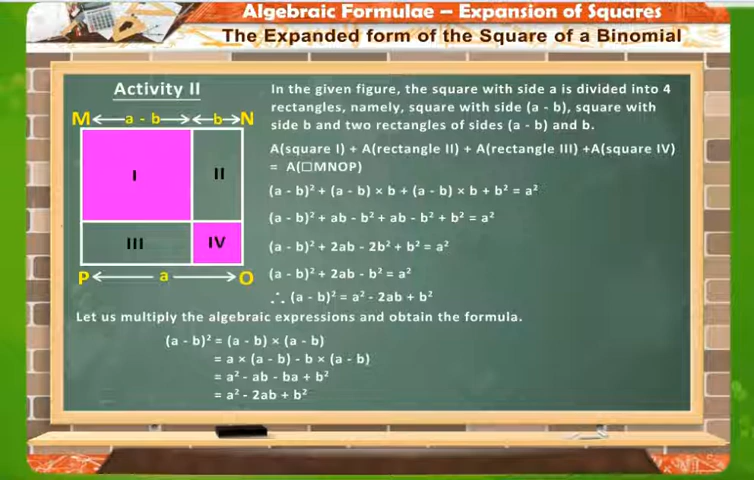 Algebraic Formulae – Expansion of Squares
The Expanded form of the Square of a Binomial
Activity II
M a - b b N
I
II
III
IV
P a O
In the given figure, the square with side a is divided into 4
rectangles, namely, square with side (a - b), square with
side b and two rectangles of sides (a - b) and b.
A(square I) + A(rectangle II) + A(rectangle III) +A(square IV)
= A(□MNOP)
(a - b)² + (a - b) × b + (a - b) × b + b² = a²
(a - b)² + ab - b² + ab - b² + b² = a²
(a - b)² + 2ab - 2b² + b² = a²
(a - b)² + 2ab - b² = a²
∴ (a - b)² = a² - 2ab + b²
Let us multiply the algebraic expressions and obtain the formula.
(a - b)² = (a - b) × (a - b)
= a × (a - b) - b × (a - b)
= a² - ab - ba + b²
= a² - 2ab + b²